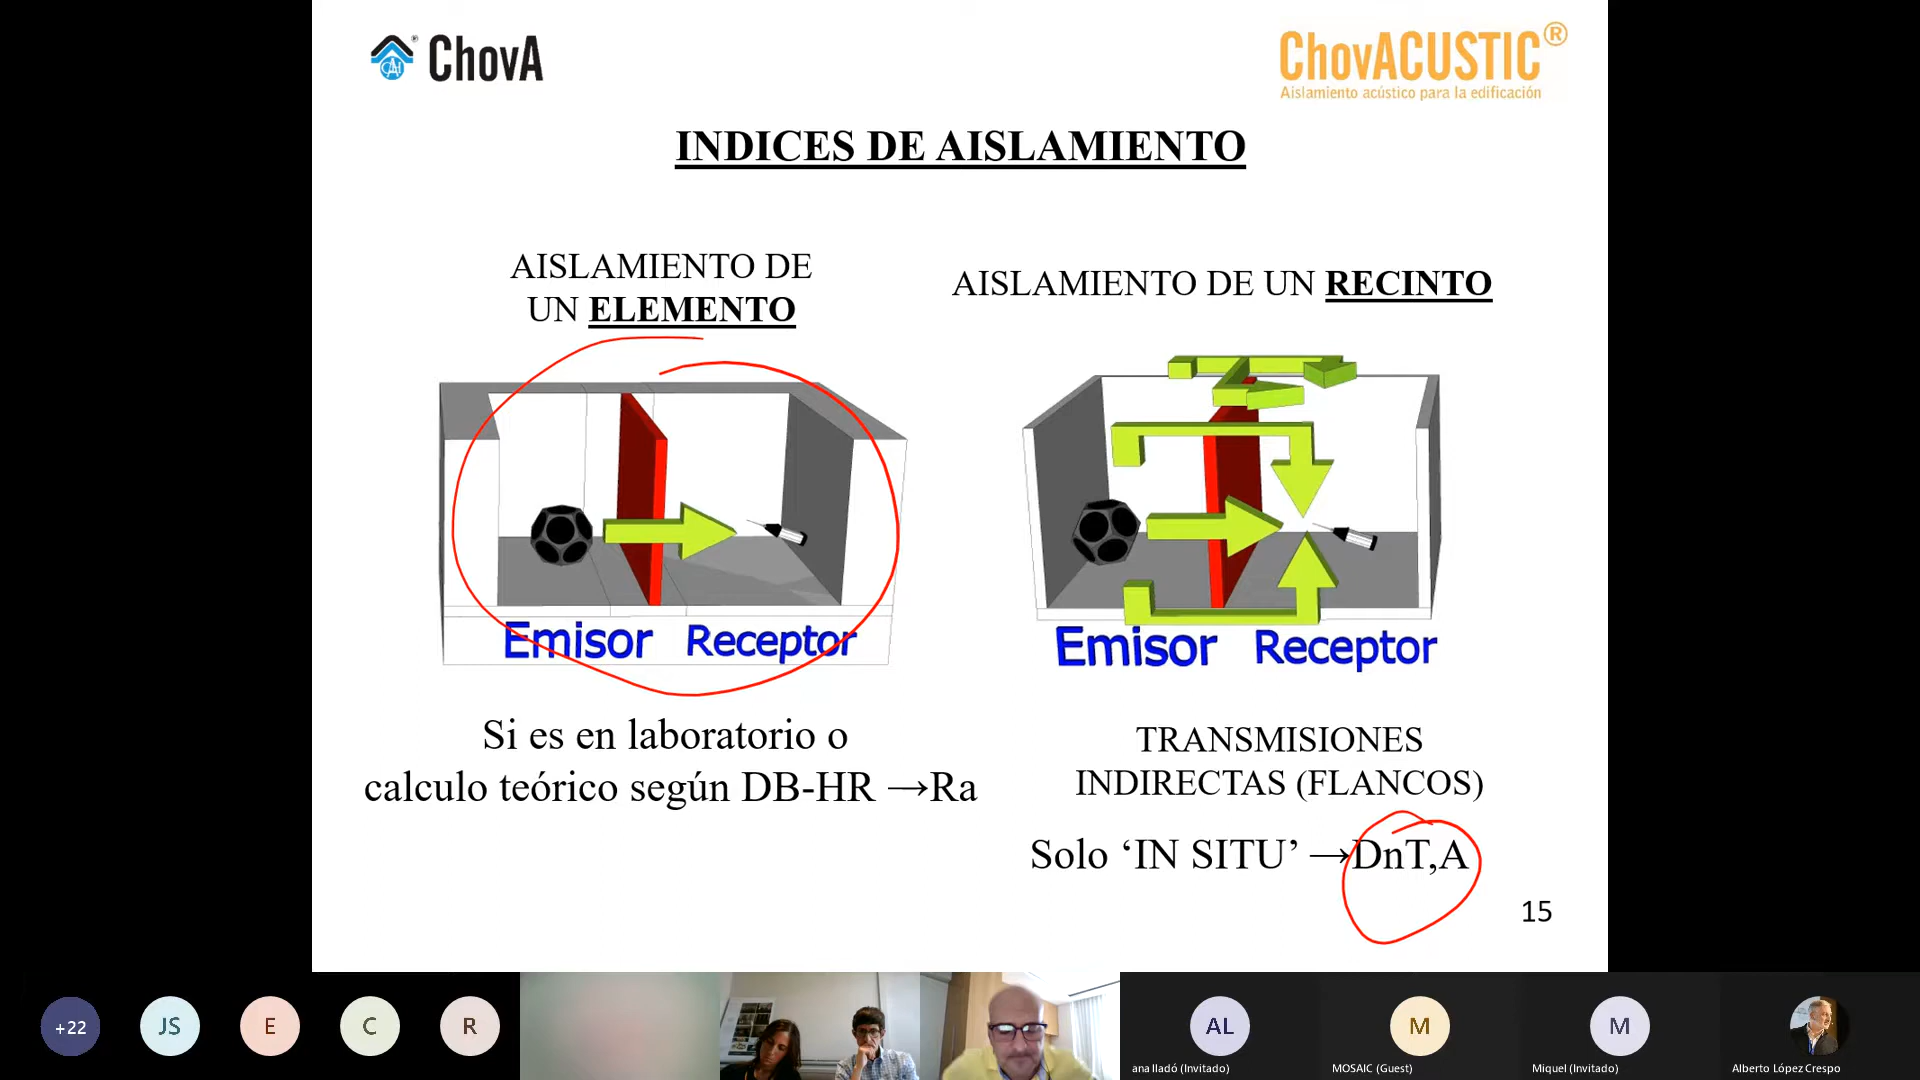 ChovA
ChovACUSTIC®
Aislamiento acústico para la edificación
INDICES DE AISLAMIENTO
AISLAMIENTO DE
UN ELEMENTO
AISLAMIENTO DE UN RECINTO
Emisor Receptor
Emisor Receptor
Si es en laboratorio o
calculo teórico según DB-HR →Ra
TRANSMISIONES
INDIRECTAS (FLANCOS)
Solo ‘IN SITU’ →DnT,A
15
+22
JS
E
C
R
AL
M
M
ana lladó (Invitado)
MOSAIC (Guest)
Miquel (Invitado)
Alberto López Crespo